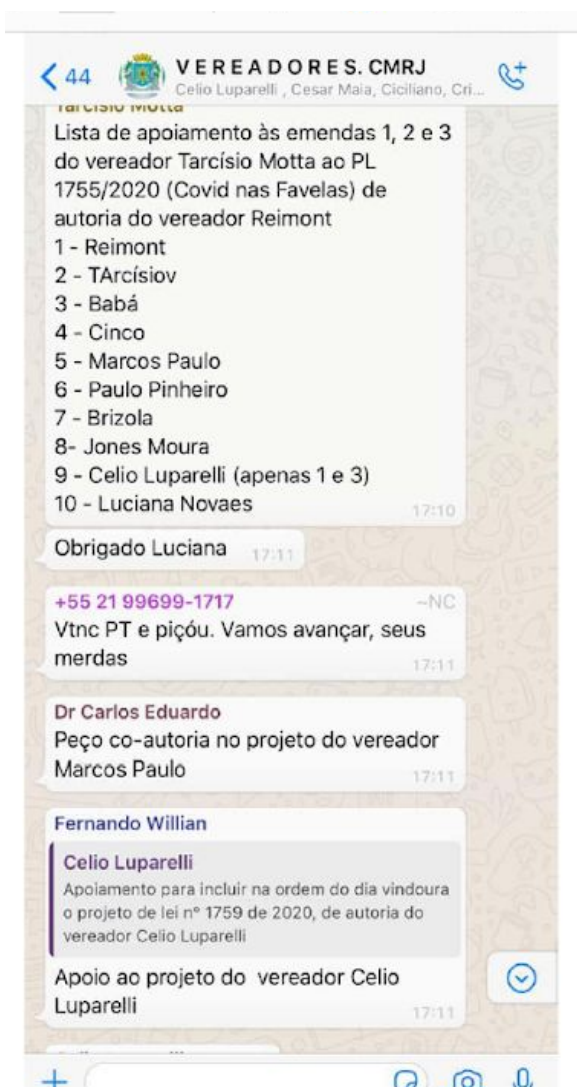 44
VEREADORES. CMRJ
Celio Luparelli , Cesar Maia, Ciciliano, Cri...
Tarcísio Motta
Lista de apoiamento às emendas 1, 2 e 3
do vereador Tarcísio Motta ao PL
1755/2020 (Covid nas Favelas) de
autoria do vereador Reimont
1 - Reimont
2 - TArcísiov
3 - Babá
4 - Cinco
5 - Marcos Paulo
6 - Paulo Pinheiro
7 - Brizola
8- Jones Moura
9 - Celio Luparelli (apenas 1 e 3)
10 - Luciana Novaes
17:10
Obrigado Luciana 17:11
+55 21 99699-1717 ~NC
Vtnc PT e piçóu. Vamos avançar, seus
merdas
17:11
Dr Carlos Eduardo
Peço co-autoria no projeto do vereador
Marcos Paulo
17:11
Fernando Willian
Celio Luparelli
Apoiamento para incluir na ordem do dia vindoura
o projeto de lei nº 1759 de 2020, de autoria do
vereador Celio Luparelli
Apoio ao projeto do vereador Celio
Luparelli
17:11